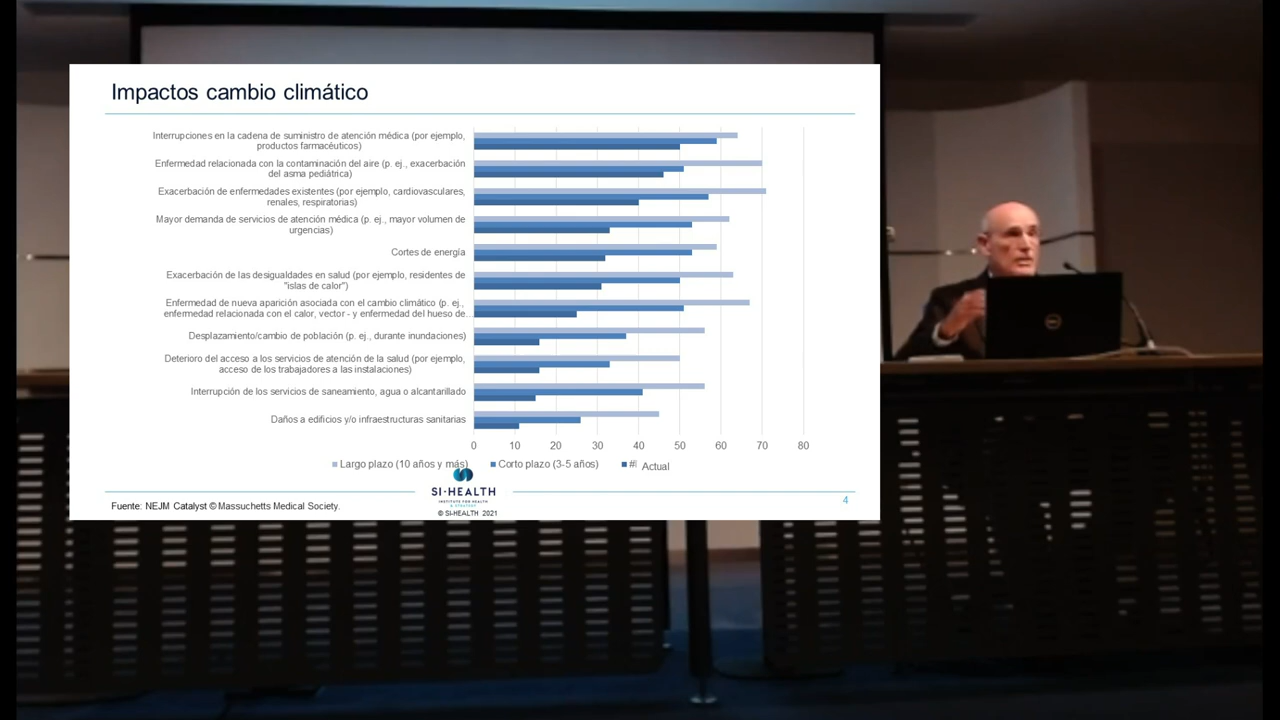 Impactos cambio climático
Interrupciones en la cadena de suministro de atención médica (por ejemplo,
productos farmacéuticos)
Enfermedad relacionada con la contaminación del aire (p. ej., exacerbación
del asma pediátrica)
Exacerbación de enfermedades existentes (por ejemplo, cardiovasculares,
renales, respiratorias)
Mayor demanda de servicios de atención médica (p. ej., mayor volumen de
urgencias)
Cortes de energía
Exacerbación de las desigualdades en salud (por ejemplo, residentes de
"islas de calor")
Enfermedad de nueva aparición asociada con el cambio climático (p. ej.,
enfermedad relacionada con el calor, vector - y enfermedad del hueso de...
Desplazamiento/cambio de población (p. ej., durante inundaciones)
Deterioro del acceso a los servicios de atención de la salud (por ejemplo,
acceso de los trabajadores a las instalaciones)
Interrupción de los servicios de saneamiento, agua o alcantarillado
Daños a edificios y/o infraestructuras sanitarias
0 10 20 30 40 50 60 70 80
Largo plazo (10 años y más) Corto plazo (3-5 años) #¡ Actual
SI-HEALTH
INSTITUTE FOR HEALTH
& STRATEGY
© SI-HEALTH 2021
Fuente: NEJM Catalyst © Massuchetts Medical Society.
4
DELL